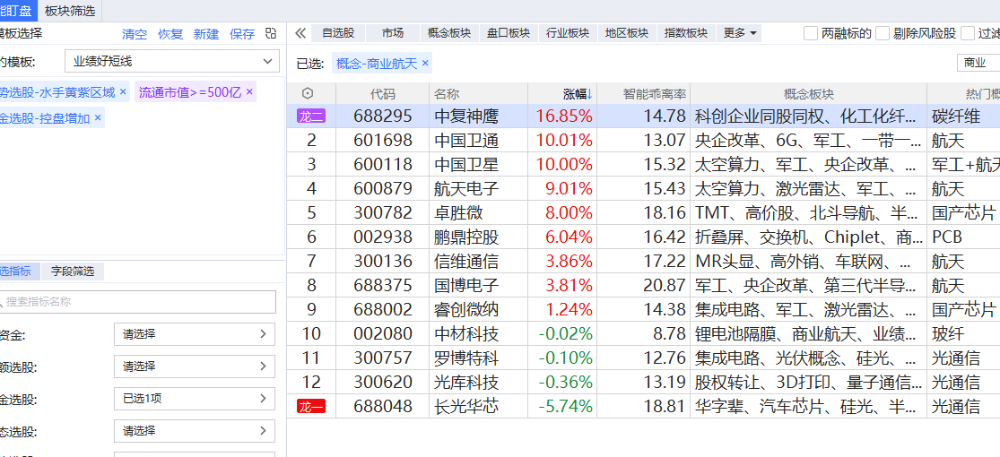 能盯盘 板块筛选
模板选择 清空 恢复 新建 保存
的模板: 业绩好短线
势选股-水手黄紫区域 × 流通市值>=500亿 ×
金选股-控盘增加 ×
选指标 字段筛选
搜索指标名称
资金: 请选择
额选股: 请选择
金选股: 已选1项
态选股: 请选择
自选股 市场 概念板块 盘口板块 行业板块 地区板块 指数板块 更多 两融标的 剔除风险股 过滤
已选: 概念-商业航天 × 商业
代码 名称 涨幅↓ 智能乖离率 概念板块 热门概
龙二 688295 中复神鹰 16.85% 14.78 科创企业同股同权、化工化纤... 碳纤维
2 601698 中国卫通 10.01% 13.07 央企改革、6G、军工、一带一... 航天
3 600118 中国卫星 10.00% 15.32 太空算力、军工、央企改革、... 军工+航天
4 600879 航天电子 9.01% 15.43 太空算力、激光雷达、军工、... 航天
5 300782 卓胜微 8.00% 18.16 TMT、高价股、北斗导航、半... 国产芯片
6 002938 鹏鼎控股 6.04% 16.42 折叠屏、交换机、Chiplet、商... PCB
7 300136 信维通信 3.86% 17.22 MR头显、高外销、车联网、... 航天
8 688375 国博电子 3.81% 20.87 军工、央企改革、第三代半导... 航天
9 688002 睿创微纳 1.24% 14.38 集成电路、军工、激光雷达、... 国产芯片
10 002080 中材科技 -0.02% 8.78 锂电池隔膜、商业航天、业绩... 玻纤
11 300757 罗博特科 -0.10% 12.76 集成电路、光伏概念、硅光、... 光通信
12 300620 光库科技 -0.36% 13.19 股权转让、3D打印、量子通信... 光通信
龙一 688048 长光华芯 -5.74% 18.81 华字辈、汽车芯片、硅光、半... 光通信